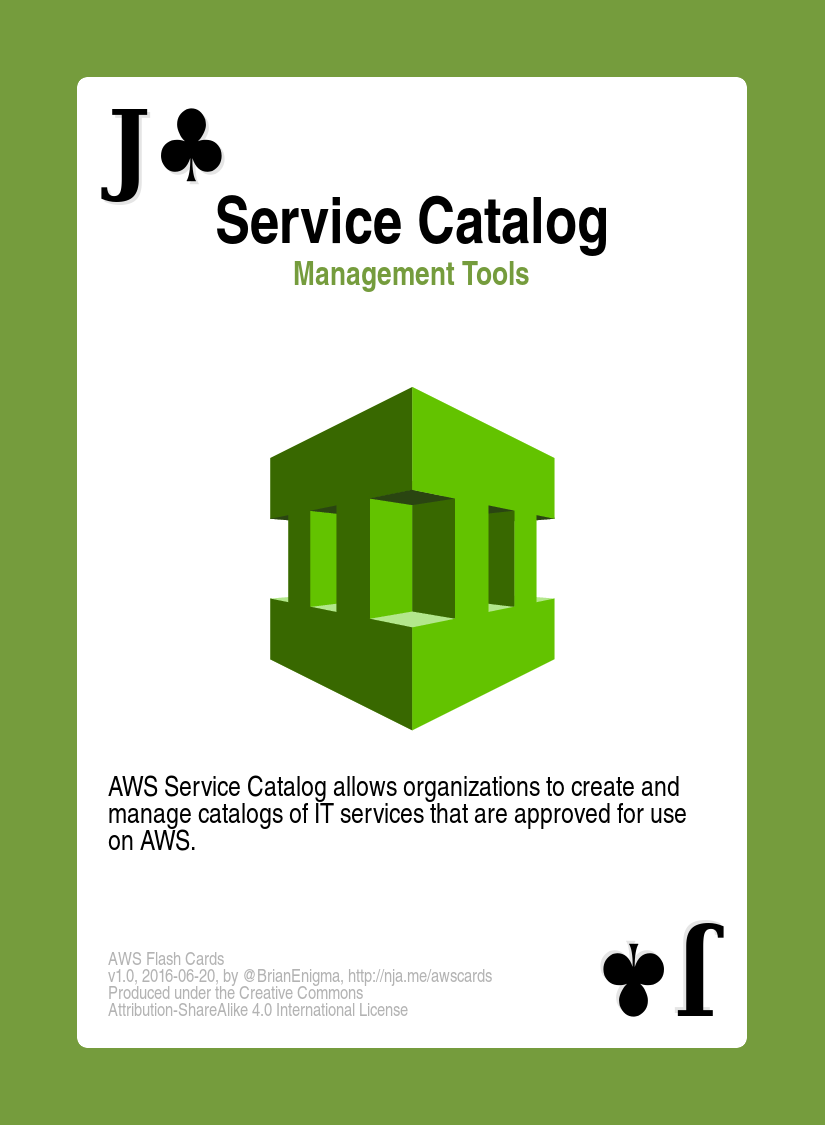 J♣
Service Catalog
Management Tools
AWS Service Catalog allows organizations to create and
manage catalogs of IT services that are approved for use
on AWS.
AWS Flash Cards
v1.0, 2016-06-20, by @BrianEnigma, http://nja.me/awscards
Produced under the Creative Commons
Attribution-ShareAlike 4.0 International License
J♣